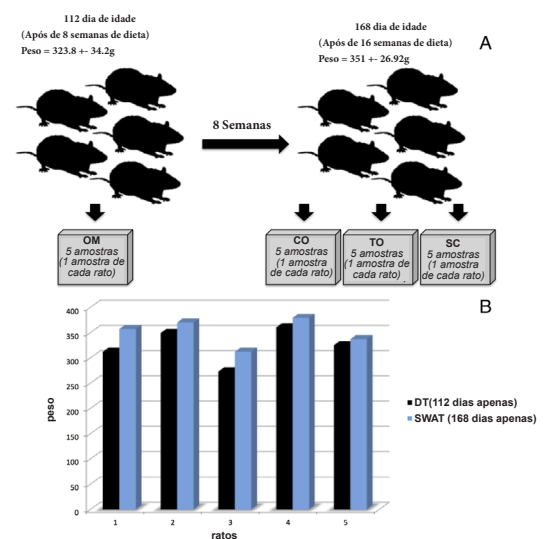 112 dia de idade
(Após de 8 semanas de dieta)
Peso = 323.8 +- 34.2g
168 dia de idade
(Após de 16 semanas de dieta)
Peso = 351 +- 26.92g
A
8 Semanas
OM
5 amostras
(1 amostra de
cada rato)
CO
5 amostras
(1 amostra
de cada
rato)
TO
5 amostras
(1 amostra de
cada rato)
.
SC
5 amostras
(1 amostra
de cada
rato)
B
400
350
300
250
200
150
100
50
0
peso
1 2 3 4 5
ratos
DT(112 dias apenas)
SWAT (168 dias apenas)